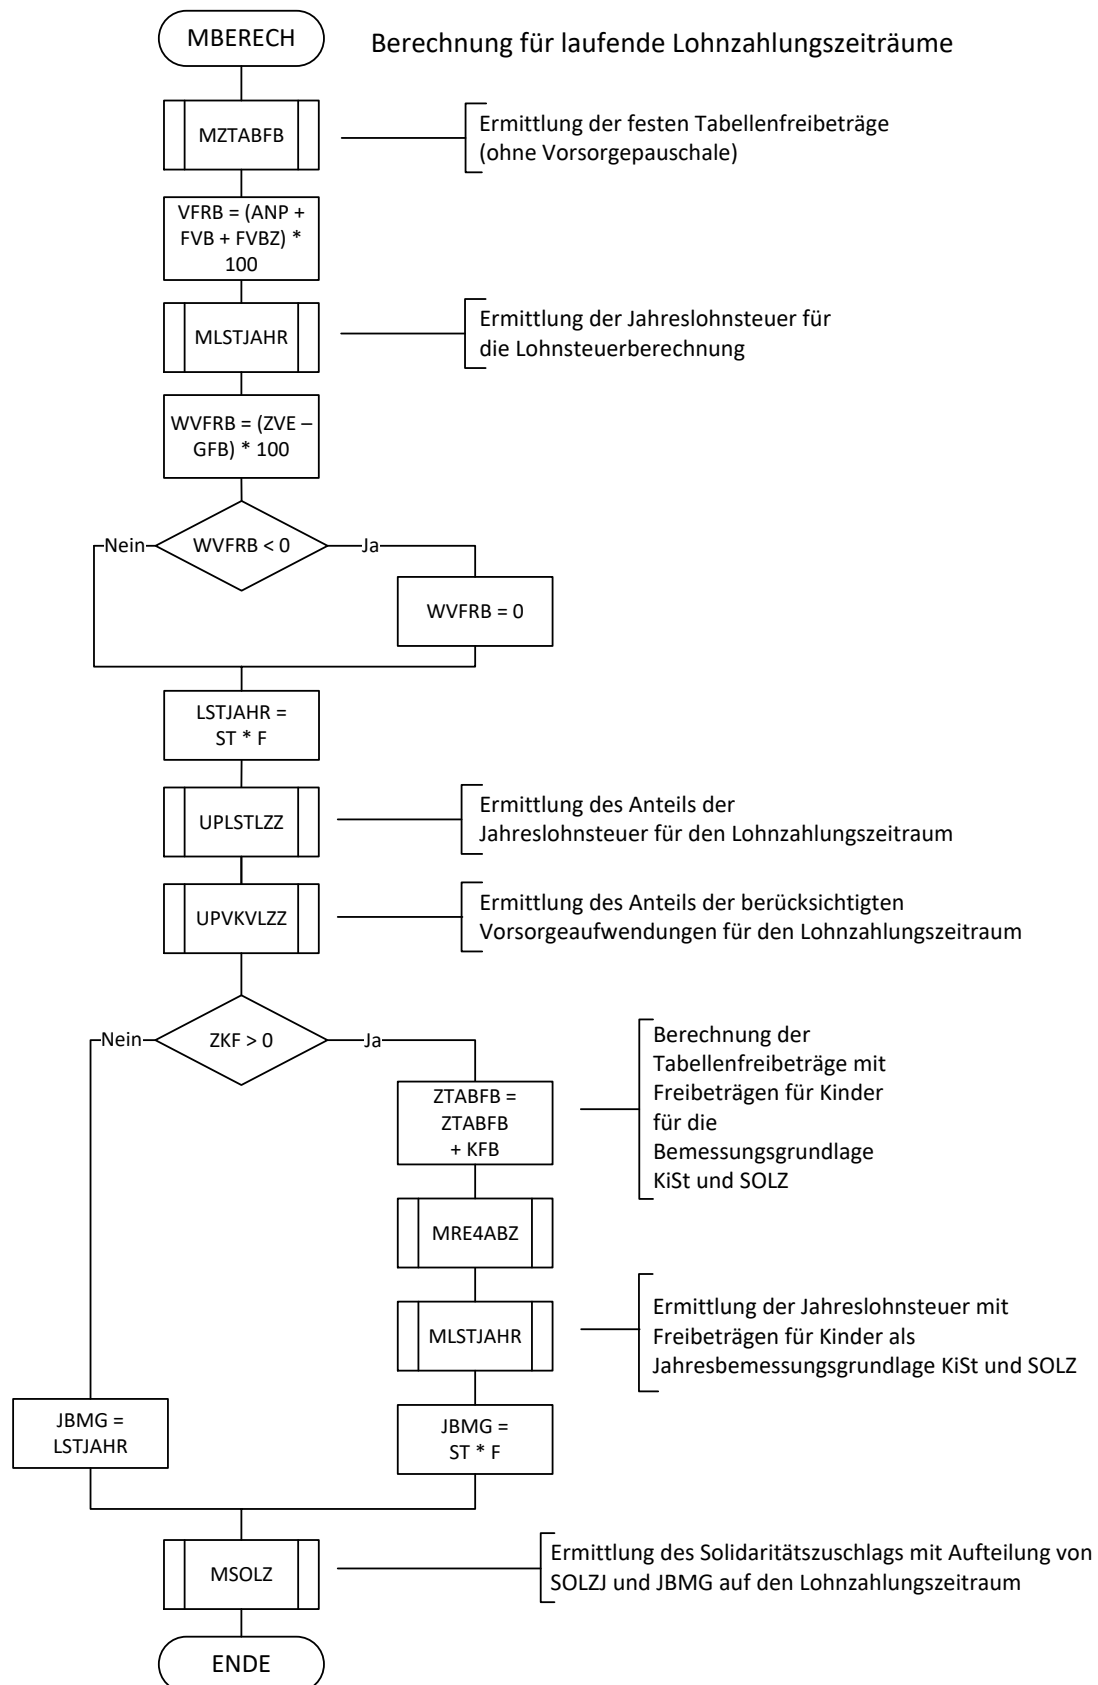 MBERECH
Berechnung für laufende Lohnzahlungszeiträume
MZTABFB
Ermittlung der festen Tabellenfreibeträge
(ohne Vorsorgepauschale)
VFRB = (ANP +
FVB + FVBZ) *
100
MLSTJAHR
Ermittlung der Jahreslohnsteuer für
die Lohnsteuerberechnung
WVFRB = (ZVE –
GFB) * 100
Nein
WVFRB < 0
Ja
WVFRB = 0
LSTJAHR =
ST * F
UPLSTLZZ
Ermittlung des Anteils der
Jahreslohnsteuer für den Lohnzahlungszeitraum
UPVKVLZZ
Ermittlung des Anteils der berücksichtigten
Vorsorgeaufwendungen für den Lohnzahlungszeitraum
Nein
ZKF > 0
Ja
ZTABFB =
ZTABFB
+ KFB
Berechnung der
Tabellenfreibeträge mit
Freibeträgen für Kinder
für die
Bemessungsgrundlage
KiSt und SOLZ
MRE4ABZ
MLSTJAHR
Ermittlung der Jahreslohnsteuer mit
Freibeträgen für Kinder als
Jahresbemessungsgrundlage KiSt und SOLZ
JBMG =
LSTJAHR
JBMG =
ST * F
MSOLZ
Ermittlung des Solidaritätszuschlags mit Aufteilung von
SOLZJ und JBMG auf den Lohnzahlungszeitraum
ENDE